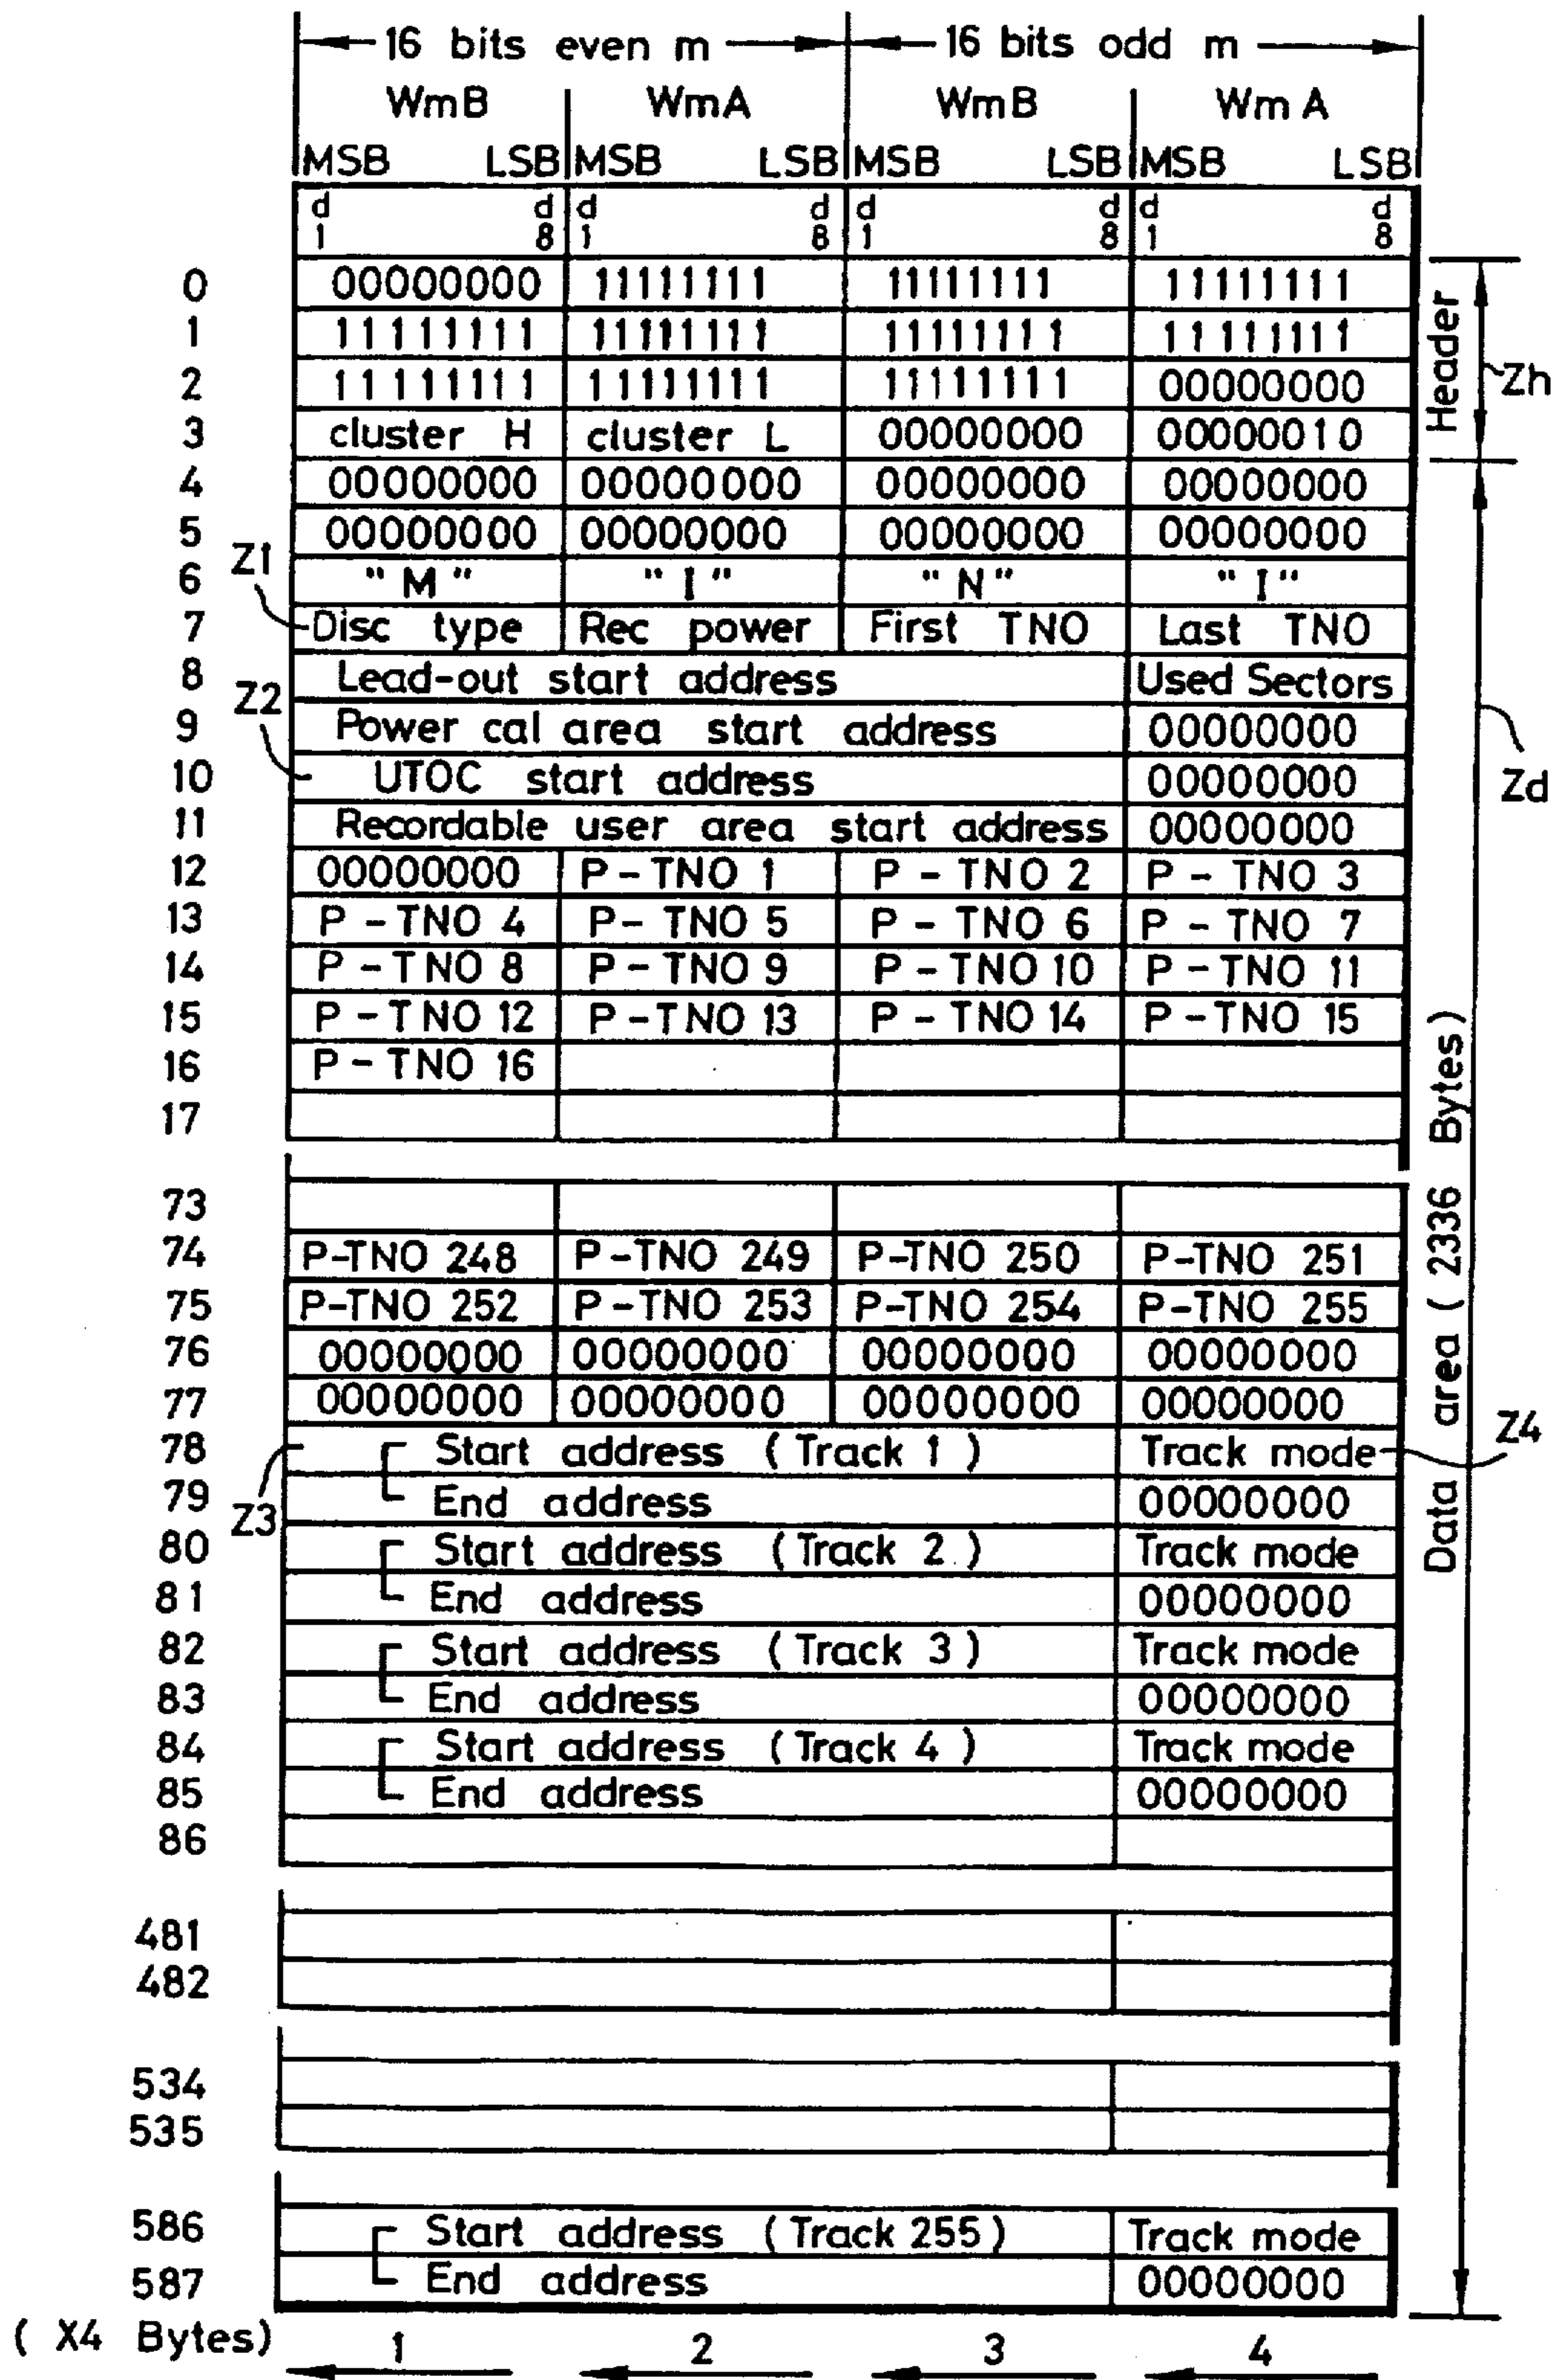 16 bits even m 16 bits odd m
WmB WmA WmB WmA
MSB LSB MSB LSB MSB LSB MSB LSB
d d d d d d d d
1 8 1 8 1 8 1 8
0 00000000 11111111 11111111 11111111
1 11111111 11111111 11111111 11111111
2 11111111 11111111 11111111 00000000
3 cluster H cluster L 00000000 00000010
Header
Zh
4 00000000 00000000 00000000 00000000
5 00000000 00000000 00000000 00000000
6 "M" "I" "N" "I"
Z1
7 Disc type Rec power First TNO Last TNO
8 Lead-out start address Used Sectors
Z2
9 Power cal area start address 00000000
10 UTOC start address 00000000
Zd
11 Recordable user area start address 00000000
12 00000000 P-TNO 1 P-TNO 2 P-TNO 3
13 P-TNO 4 P-TNO 5 P-TNO 6 P-TNO 7
14 P-TNO 8 P-TNO 9 P-TNO 10 P-TNO 11
15 P-TNO 12 P-TNO 13 P-TNO 14 P-TNO 15
16 P-TNO 16
17
73
74 P-TNO 248 P-TNO 249 P-TNO 250 P-TNO 251
75 P-TNO 252 P-TNO 253 P-TNO 254 P-TNO 255
76 00000000 00000000 00000000 00000000
77 00000000 00000000 00000000 00000000
Data area (2336 Bytes)
78 Start address (Track 1) Track mode
Z4
79 End address 00000000
Z3
80 Start address (Track 2) Track mode
81 End address 00000000
82 Start address (Track 3) Track mode
83 End address 00000000
84 Start address (Track 4) Track mode
85 End address 00000000
86
481
482
534
535
586 Start address (Track 255) Track mode
587 End address 00000000
(X4 Bytes) 1 2 3 4